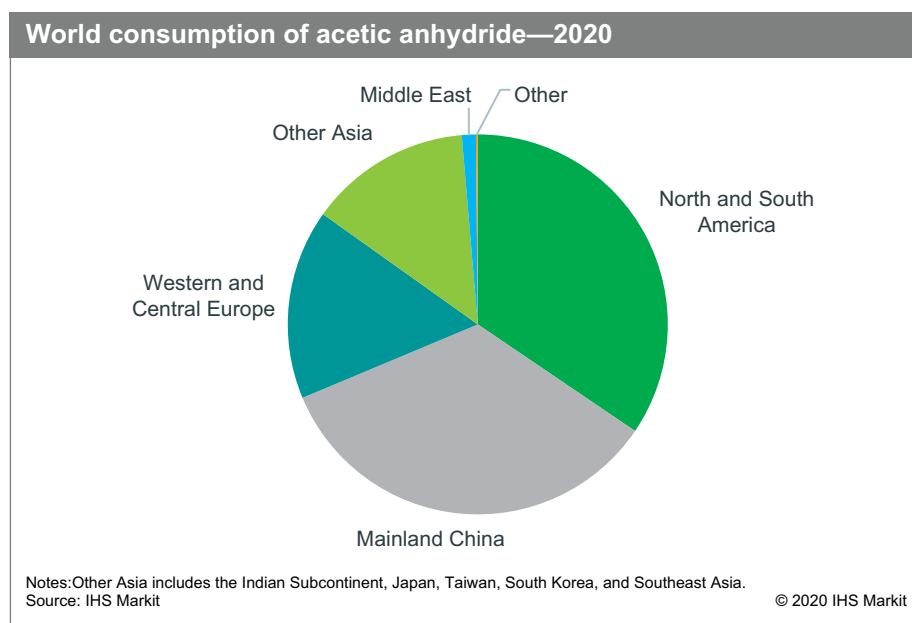 World consumption of acetic anhydride—2020
Middle East
Other
Other Asia
North and South
America
Western and
Central Europe
Mainland China
Notes:Other Asia includes the Indian Subcontinent, Japan, Taiwan, South Korea, and Southeast Asia.
Source: IHS Markit
© 2020 IHS Markit